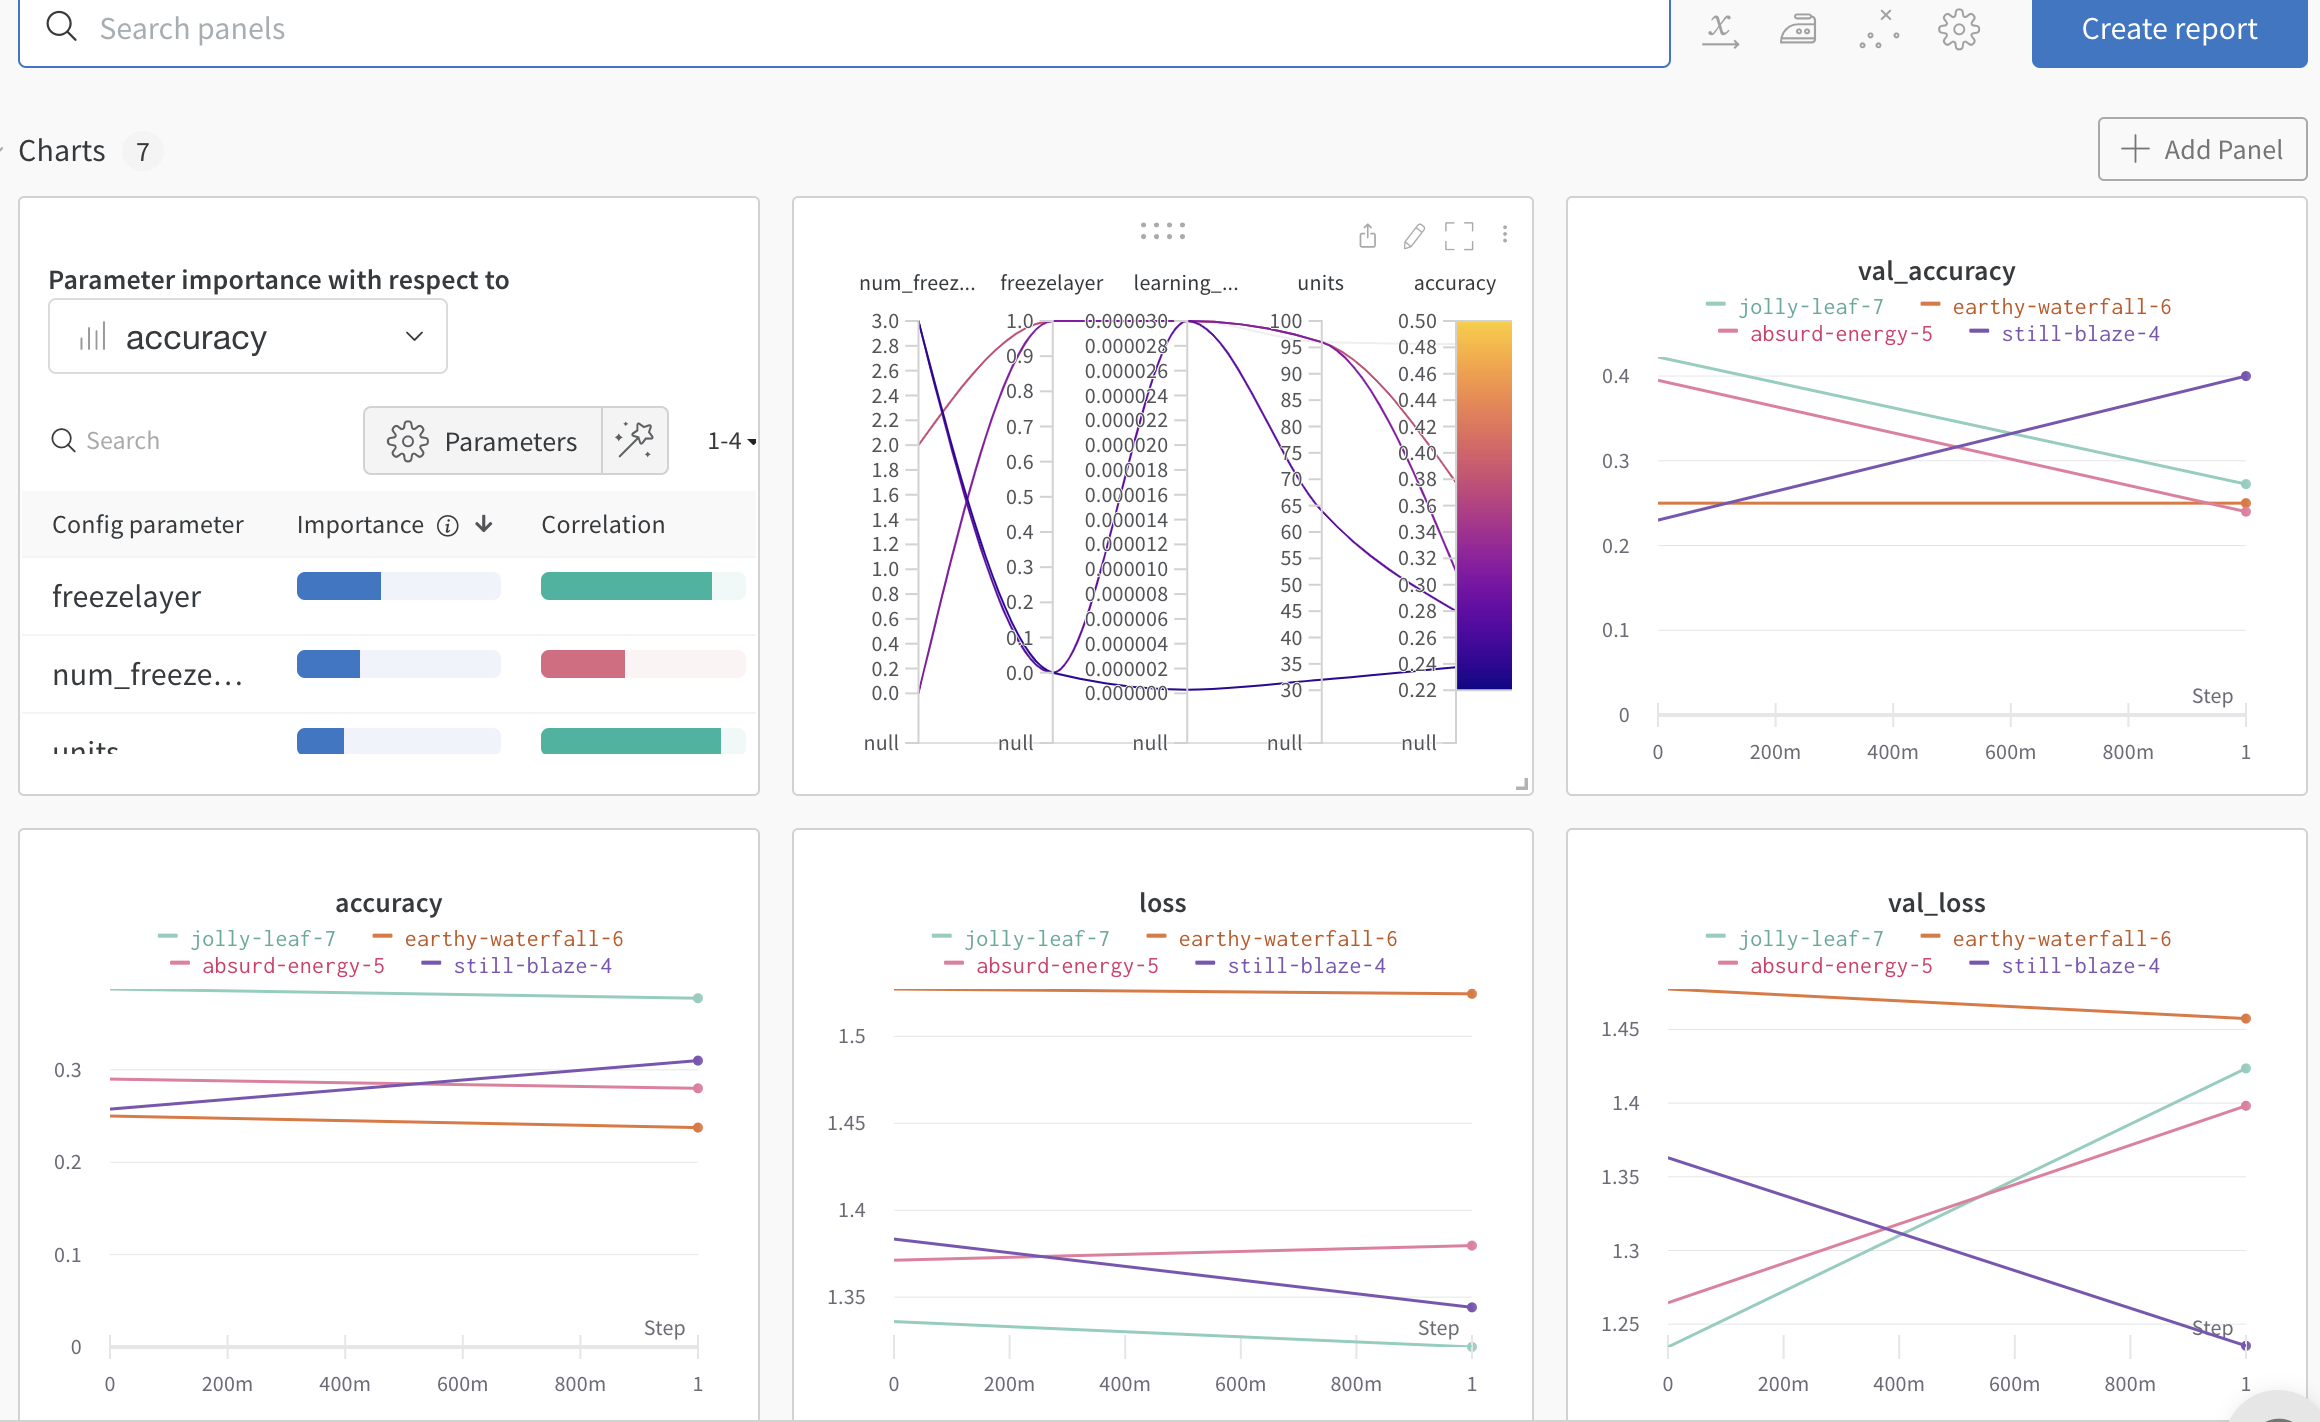 Search panels
Create report
Charts 7
Add Panel
Parameter importance with respect to
accuracy
Search
Parameters
1-4
Config parameter Importance Correlation
freezelayer
num_freeze...
units
num_freez... freezelayer learning_... units accuracy
3.0
2.8
2.6
2.4
2.2
2.0
1.8
1.6
1.4
1.2
1.0
0.8
0.6
0.4
0.2
0.0
null
1.0
0.9
0.8
0.7
0.6
0.5
0.4
0.3
0.2
0.1
0.0
null
0.000030
0.000028
0.000026
0.000024
0.000022
0.000020
0.000018
0.000016
0.000014
0.000012
0.000010
0.000008
0.000006
0.000004
0.000002
0.000000
null
100
95
90
85
80
75
70
65
60
55
50
45
40
35
30
null
0.50
0.48
0.46
0.44
0.42
0.40
0.38
0.36
0.34
0.32
0.30
0.28
0.26
0.24
0.22
null
val_accuracy
jolly-leaf-7 earthy-waterfall-6
absurd-energy-5 still-blaze-4
0.4
0.3
0.2
0.1
0
Step
0 200m 400m 600m 800m 1
accuracy
jolly-leaf-7 earthy-waterfall-6
absurd-energy-5 still-blaze-4
0.3
0.2
0.1
0
Step
0 200m 400m 600m 800m 1
loss
jolly-leaf-7 earthy-waterfall-6
absurd-energy-5 still-blaze-4
1.5
1.45
1.4
1.35
Step
0 200m 400m 600m 800m 1
val_loss
jolly-leaf-7 earthy-waterfall-6
absurd-energy-5 still-blaze-4
1.45
1.4
1.35
1.3
1.25
Step
0 200m 400m 600m 800m 1